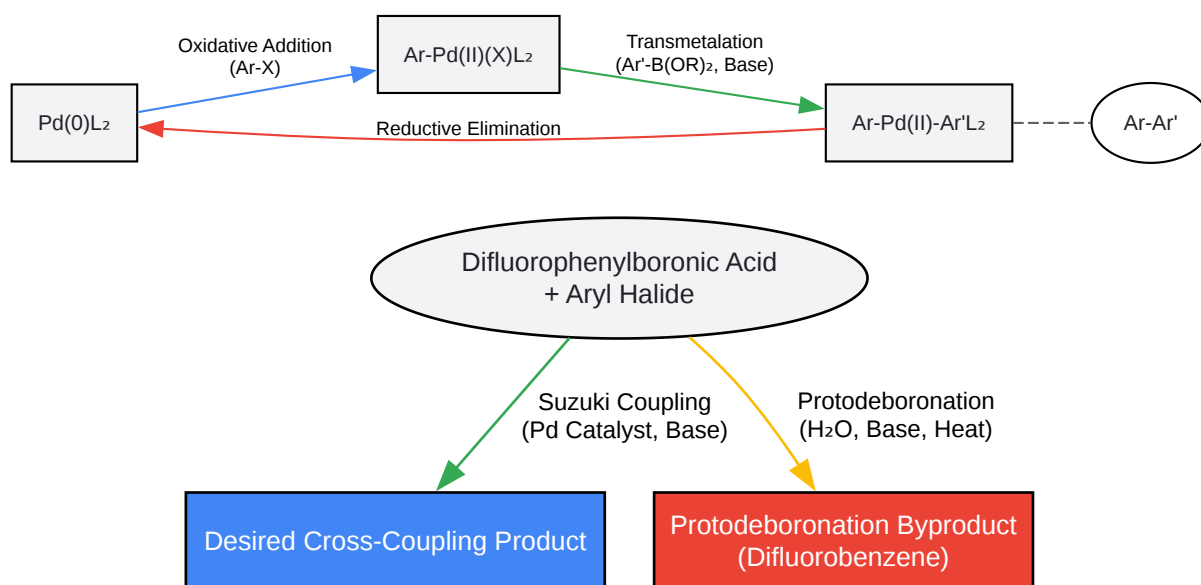 Oxidative Addition
(Ar-X)
Ar-Pd(II)(X)L₂
Transmetalation
(Ar'-B(OR)₂, Base)
Pd(0)L₂
Reductive Elimination
Ar-Pd(II)-Ar'L₂
Ar-Ar'
Difluorophenylboronic Acid
+ Aryl Halide
Suzuki Coupling
(Pd Catalyst, Base)
Protodeboronation
(H₂O, Base, Heat)
Desired Cross-Coupling Product
Protodeboronation Byproduct
(Difluorobenzene)